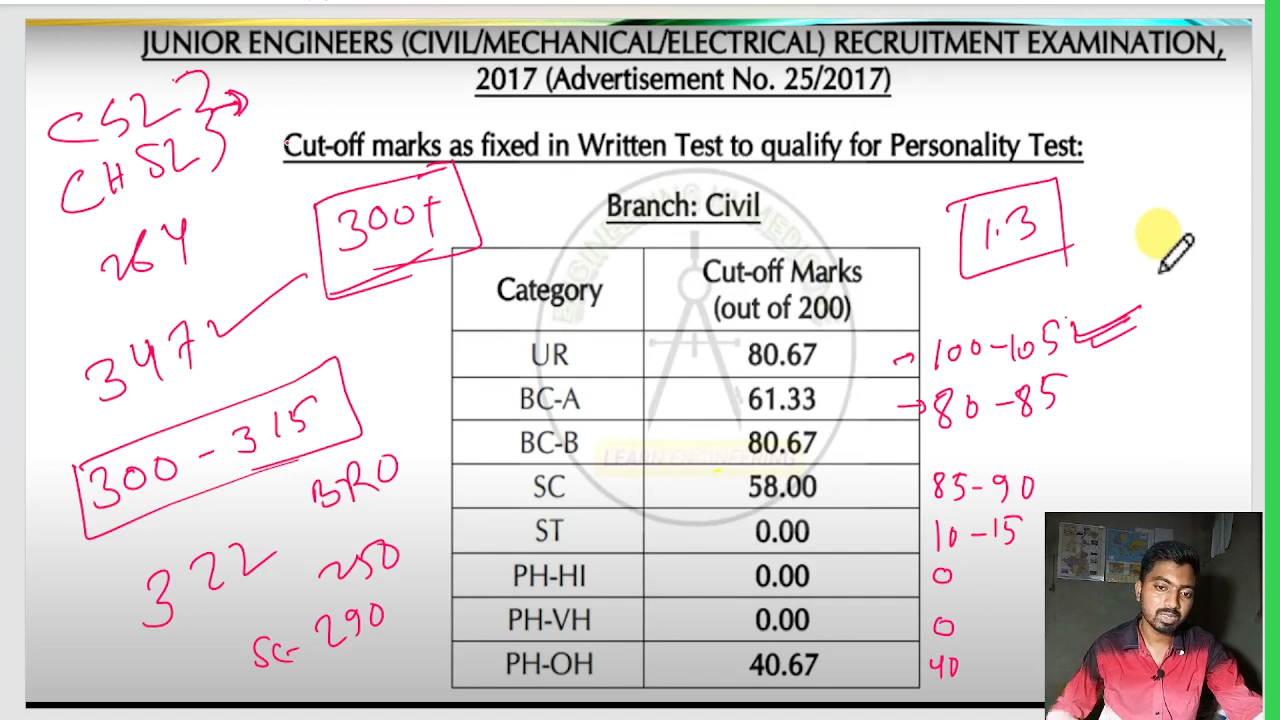 JUNIOR ENGINEERS (CIVIL/MECHANICAL/ELECTRICAL) RECRUITMENT EXAMINATION,
2017 (Advertisement No. 25/2017)
CS23
CHS23
Cut-off marks as fixed in Written Test to qualify for Personality Test:
Branch: Civil
300+
1.3
264
Category Cut-off Marks
(out of 200)
347
UR 80.67 100-105
BC-A 61.33 80-85
BC-B 80.67
300-315
LEARN ENGINEERING
BRO
SC 58.00 85-90
ST 0.00 10-15
322
250
PH-HI 0.00 0
PH-VH 0.00 0
SC- 290
PH-OH 40.67 40